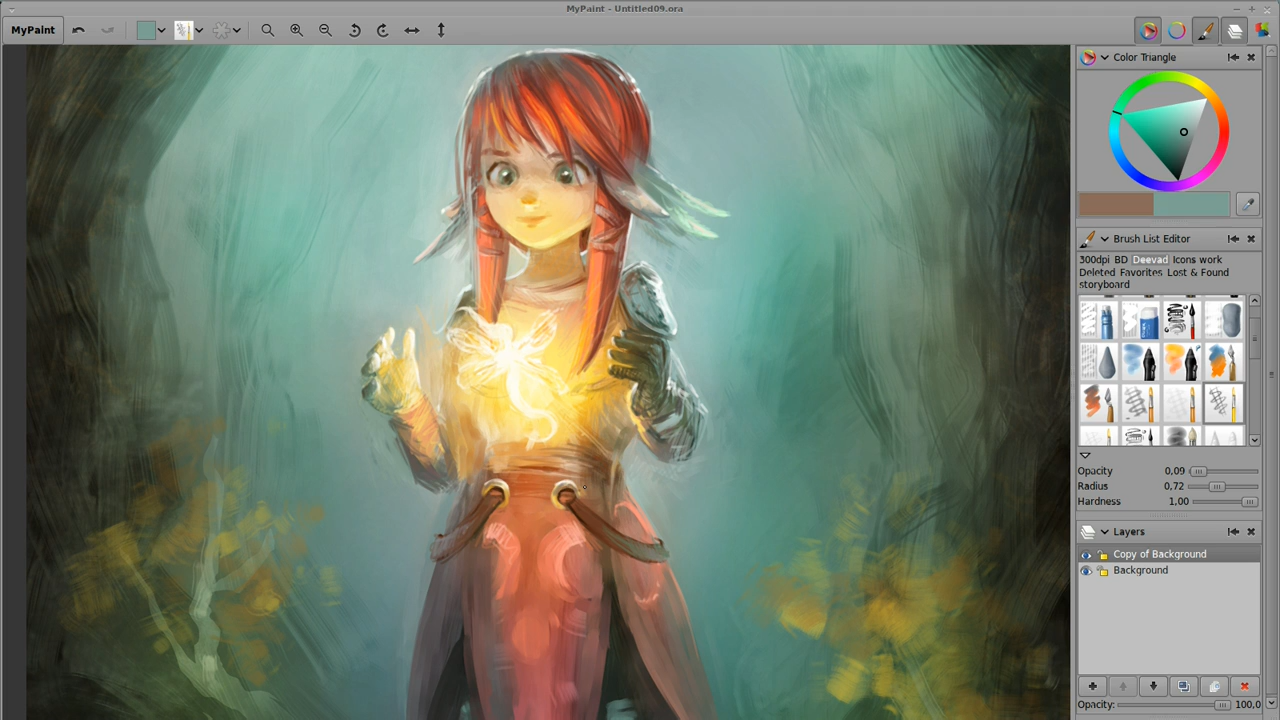 MyPaint - Untitled09.ora
MyPaint
Color Triangle
Brush List Editor
300dpi BD Deevad Icons work
Deleted Favorites Lost & Found
storyboard
Opacity 0,09
Radius 0,72
Hardness 1,00
Layers
Copy of Background
Background
Opacity: 100,0